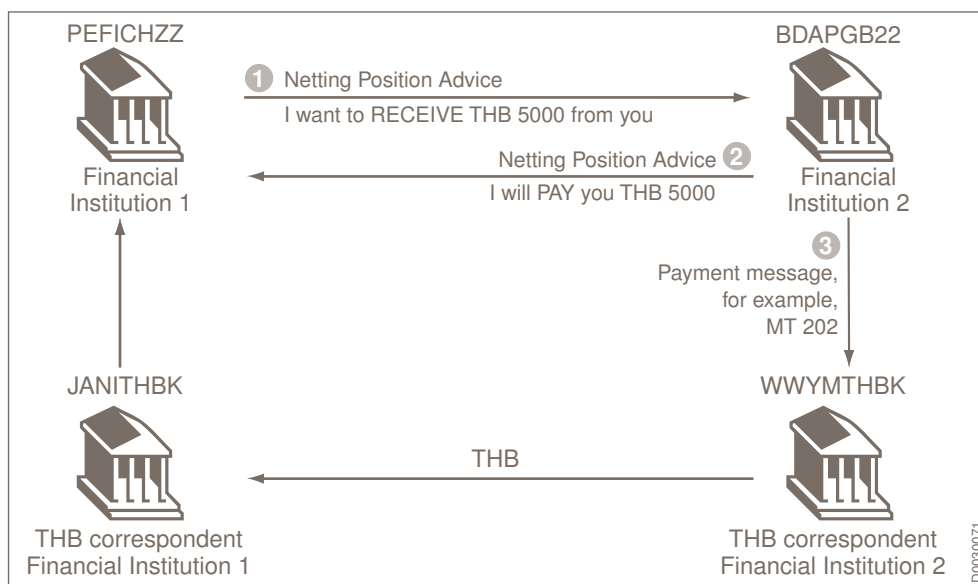 PEFICHZZ
BDAPGB22
1 Netting Position Advice
I want to RECEIVE THB 5000 from you
Netting Position Advice 2
I will PAY you THB 5000
Financial
Institution 1
Financial
Institution 2
3
Payment message,
for example,
MT 202
JANITHBK
WWYMTHBK
THB
THB correspondent
Financial Institution 1
THB correspondent
Financial Institution 2
D0030071